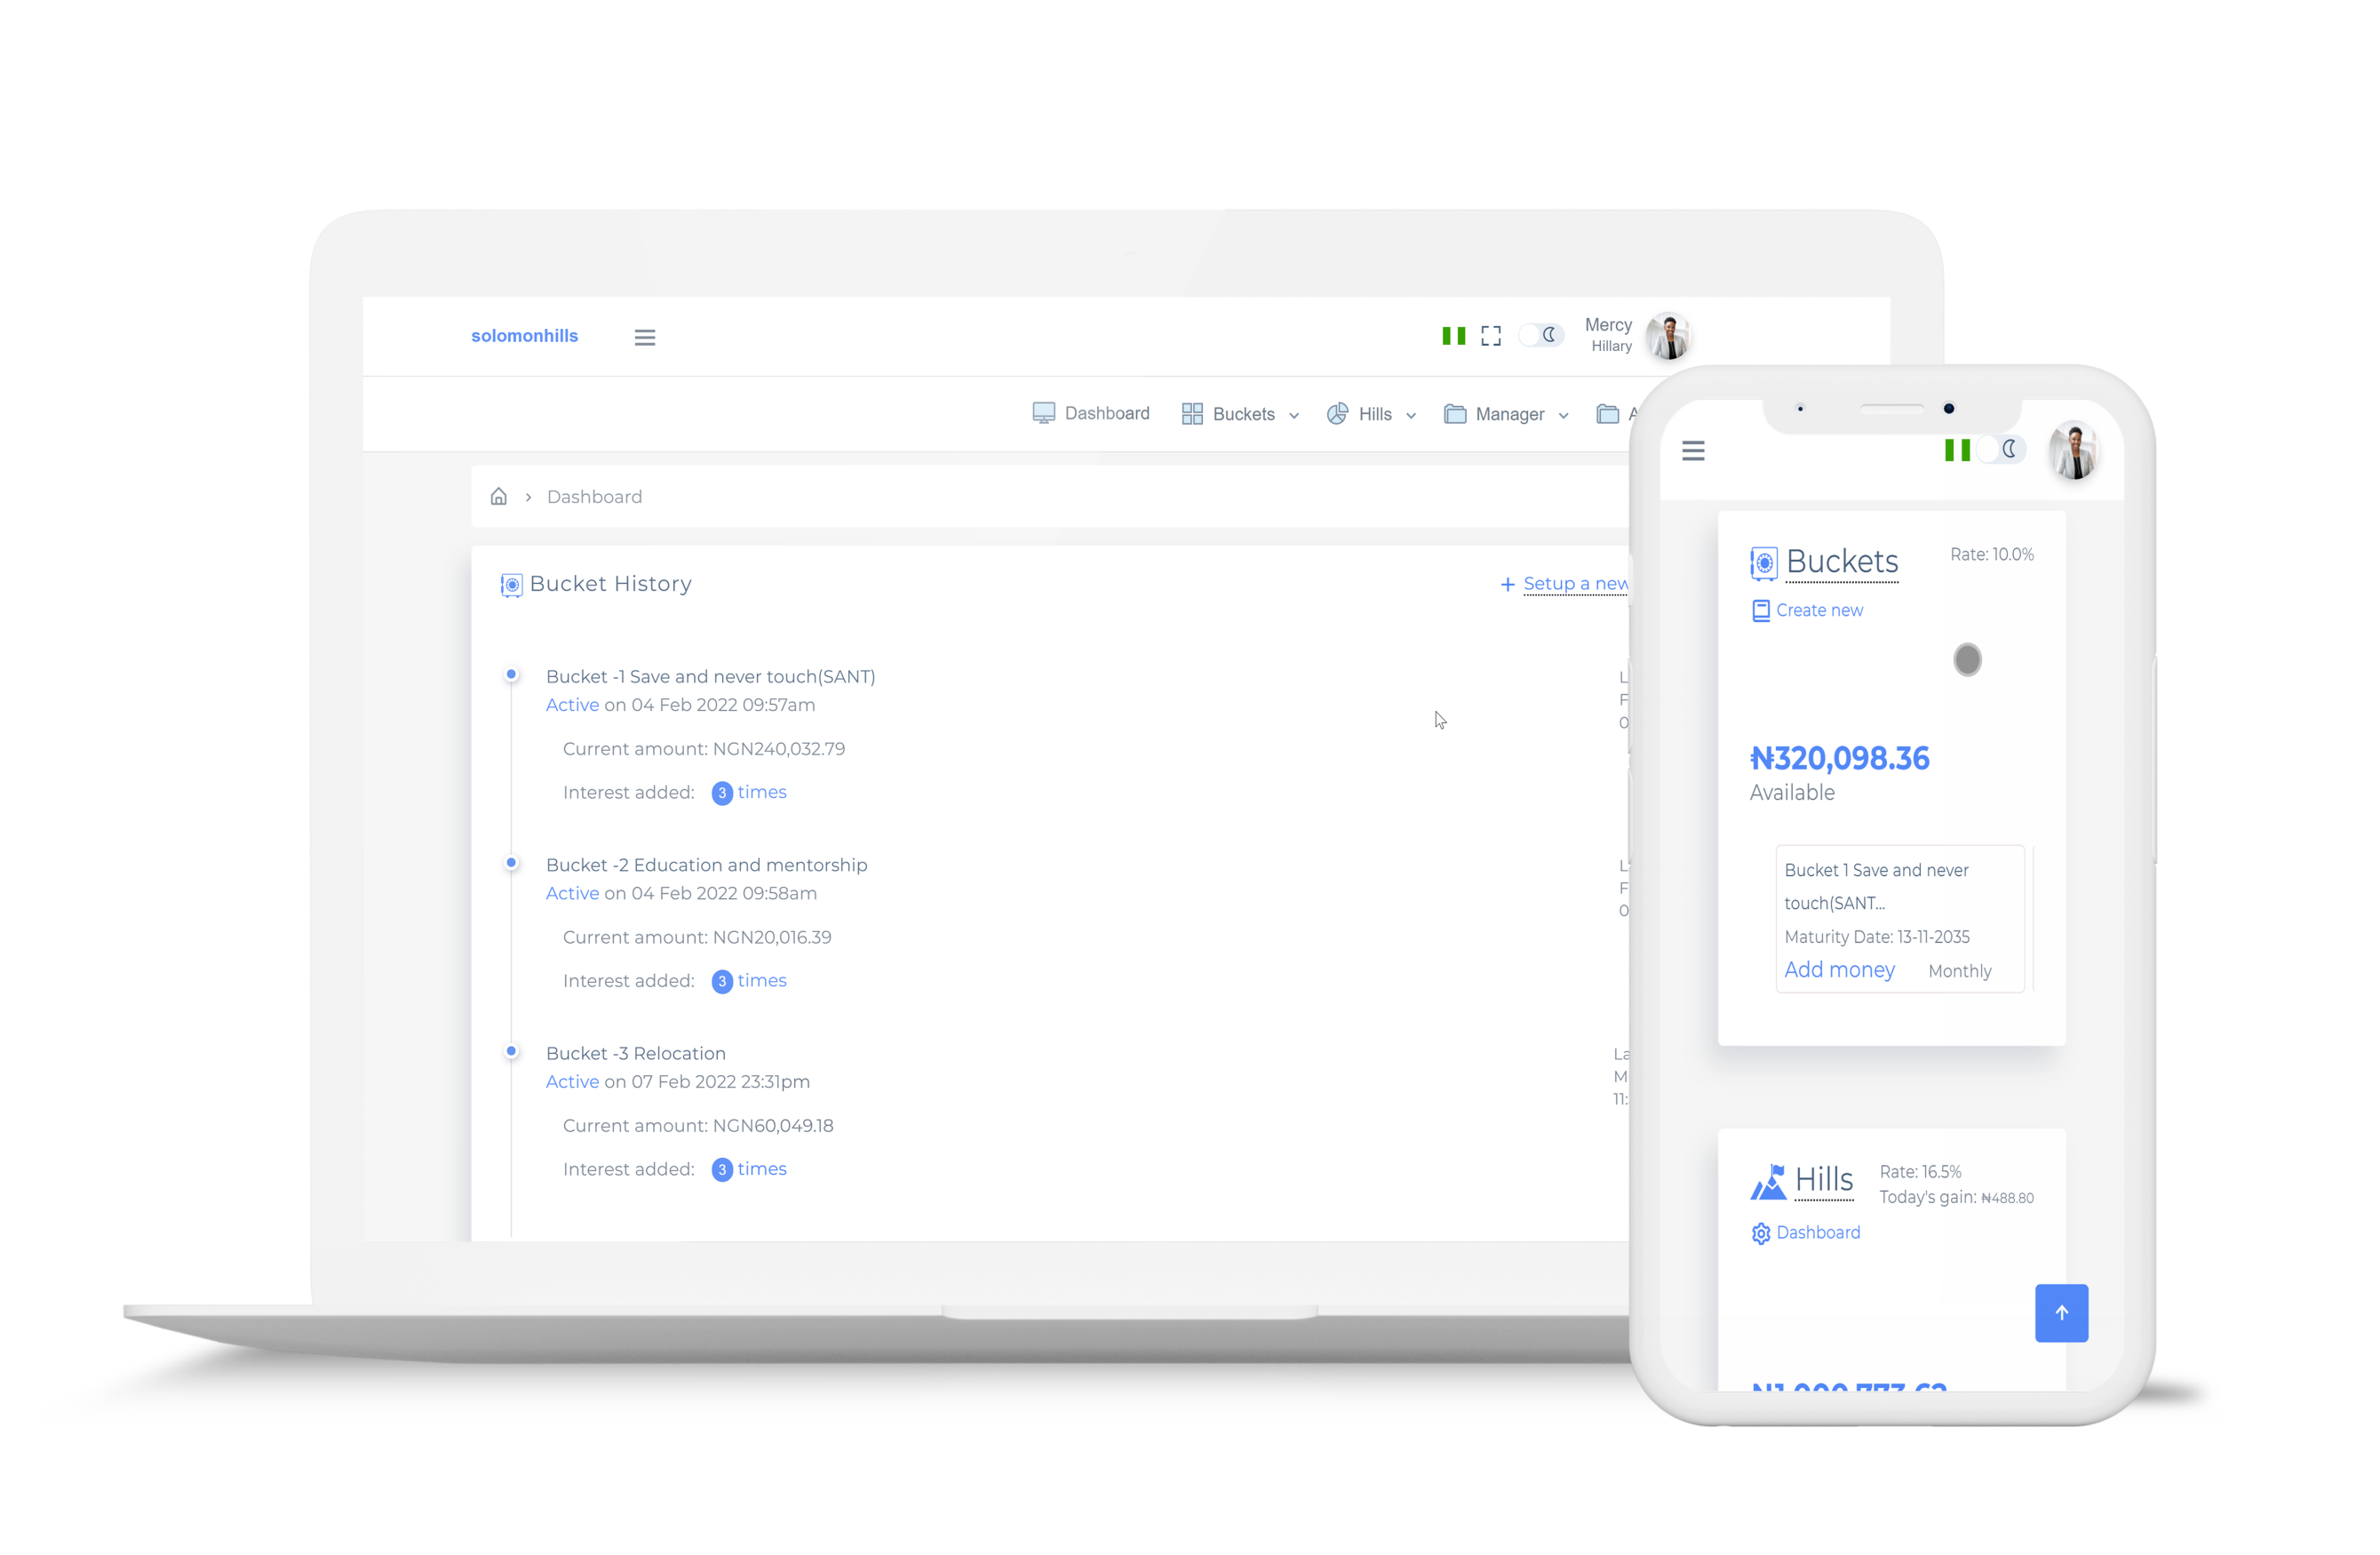 solomonhills
Mercy
Hillary
Dashboard
Buckets
Hills
Manager
Dashboard
Bucket History
+ Setup a new
Bucket -1 Save and never touch(SANT)
Active on 04 Feb 2022 09:57am
Current amount: NGN240,032.79
Interest added: 3 times
Bucket -2 Education and mentorship
Active on 04 Feb 2022 09:58am
Current amount: NGN20,016.39
Interest added: 3 times
Bucket -3 Relocation
Active on 07 Feb 2022 23:31pm
Current amount: NGN60,049.18
Interest added: 3 times
Buckets
Rate: 10.0%
Create new
₦320,098.36
Available
Bucket 1 Save and never
touch(SANT...
Maturity Date: 13-11-2035
Add money Monthly
Hills
Rate: 16.5%
Today's gain: ₦488.80
Dashboard